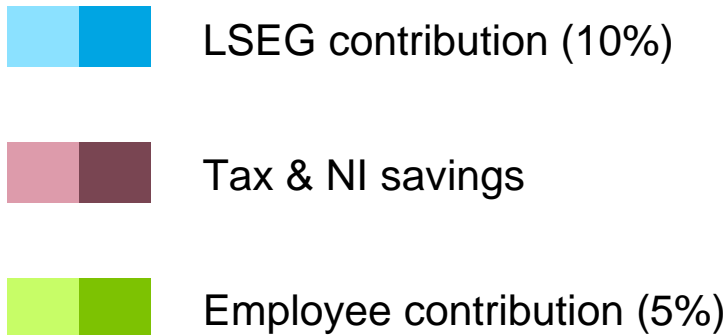 LSEG contribution (10%)
Tax & NI savings
Employee contribution (5%)